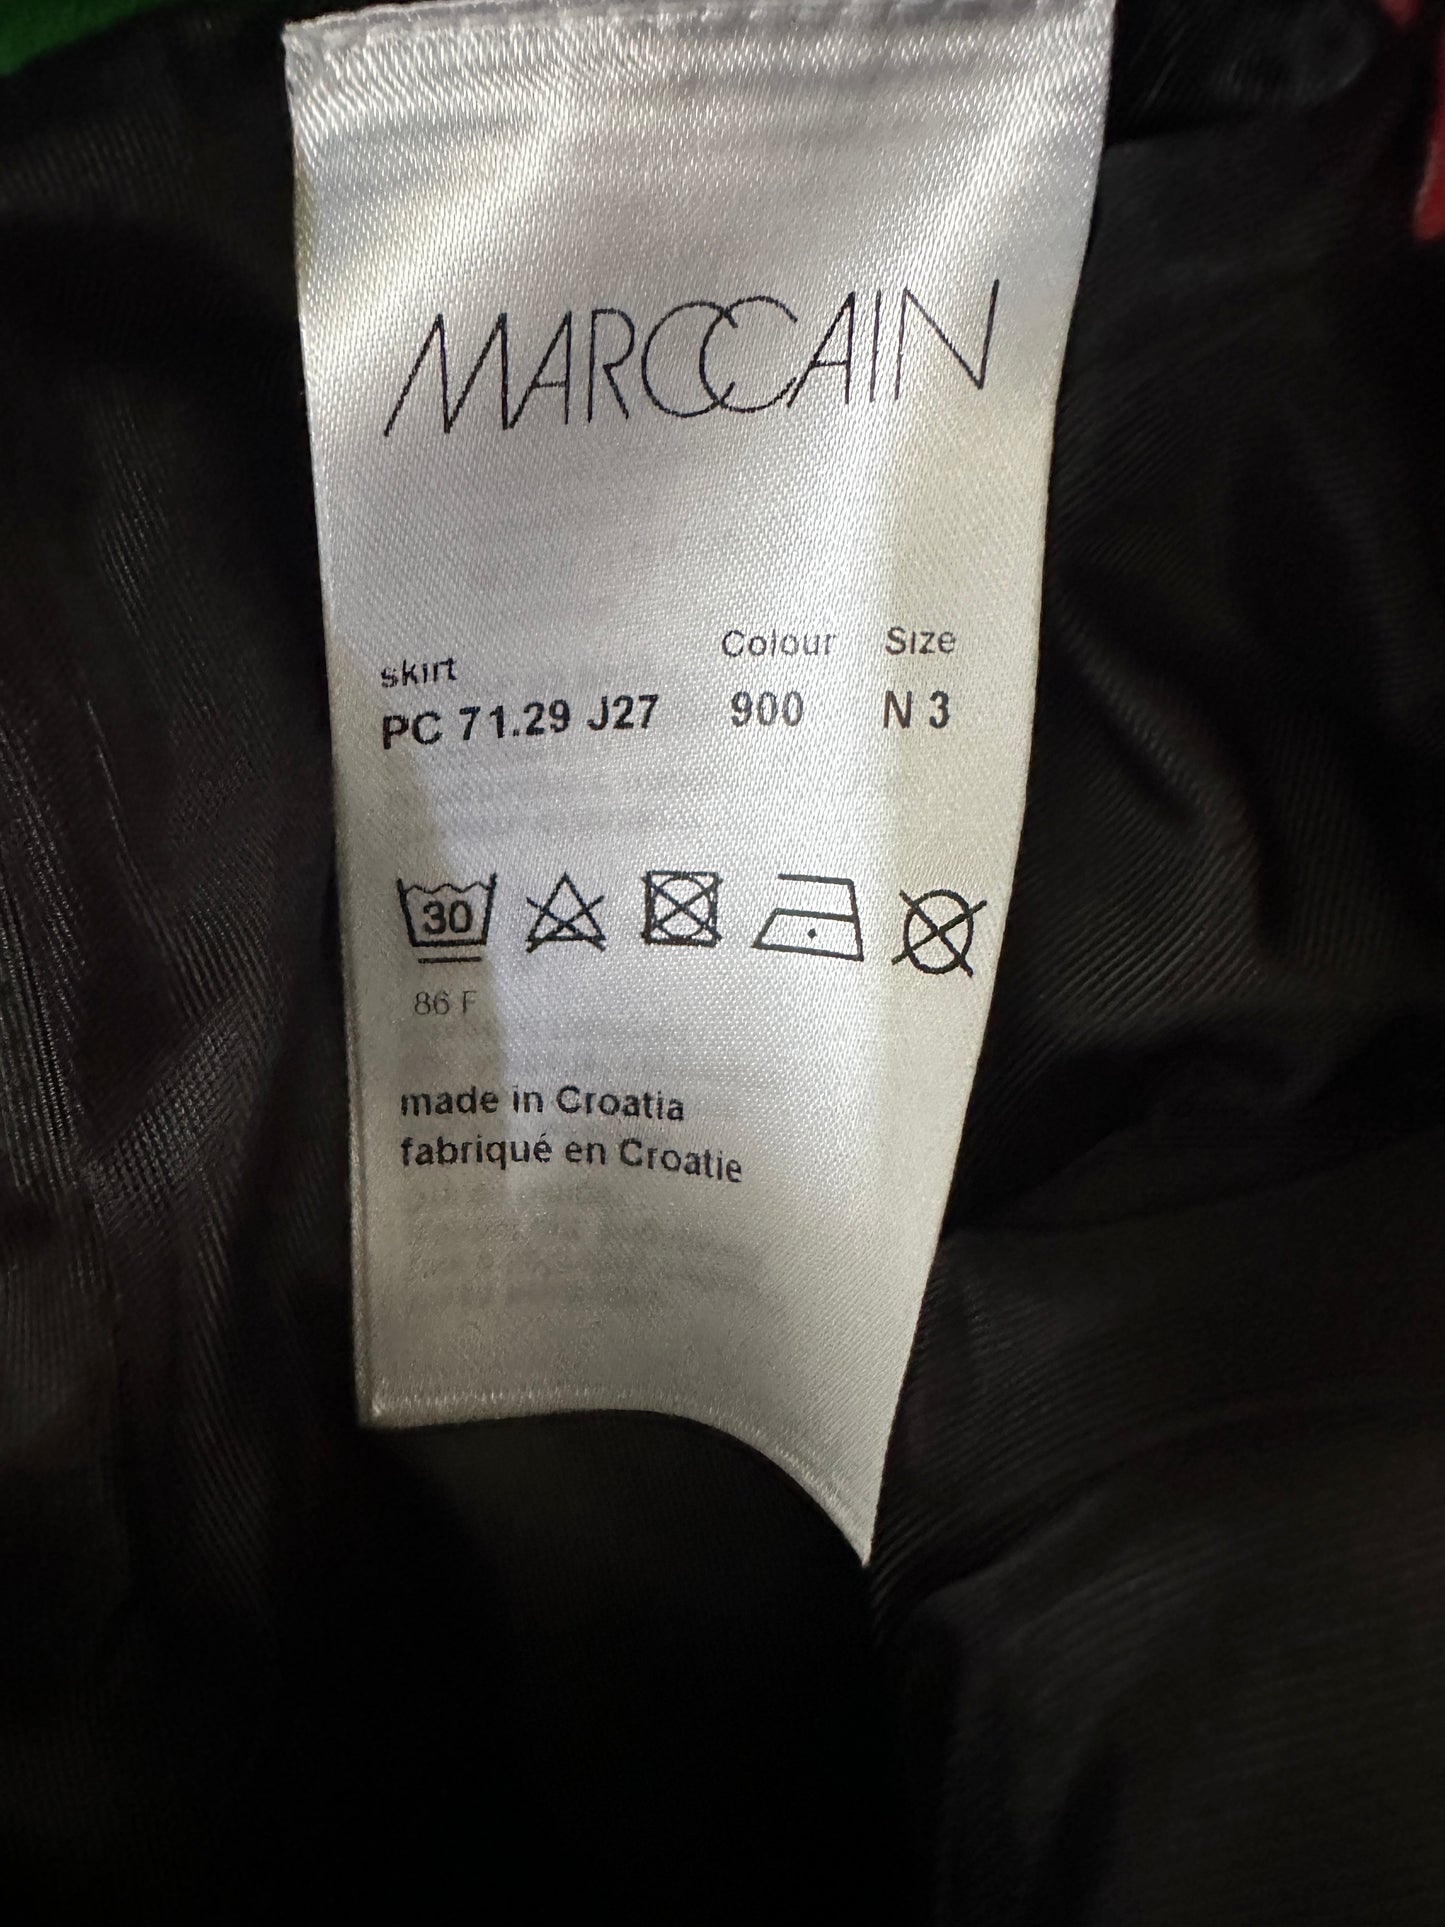 MARCCAIN
skirt Colour Size
PC 71.29 J27 900 N 3
30
86 F
made in Croatia
fabriqué en Croatie